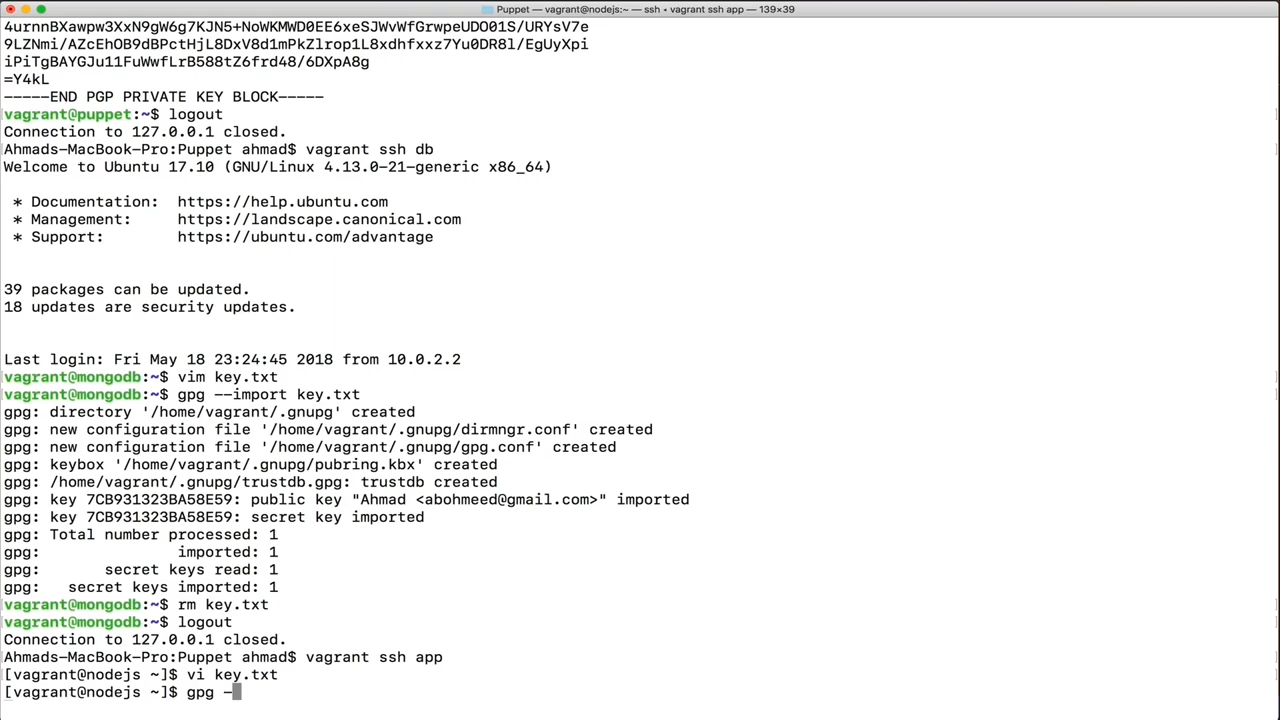 Puppet — vagrant@nodejs:~ — ssh • vagrant ssh app — 139×39
4urnnBXawpw3XxN9gW6g7KJN5+NoWKMWD0EE6xeSJWvWfGrwpeUDO01S/URYsV7e
9LZNmi/AZcEhOB9dBPctHjL8DxV8d1mPkZlrop1L8xdhfxxz7Yu0DR8l/EgUyXpi
iPiTgBAYGJu11FuWwfLrB588tZ6frd48/6DXpA8g
=Y4kL
-----END PGP PRIVATE KEY BLOCK-----
vagrant@puppet:~$ logout
Connection to 127.0.0.1 closed.
Ahmads-MacBook-Pro:Puppet ahmad$ vagrant ssh db
Welcome to Ubuntu 17.10 (GNU/Linux 4.13.0-21-generic x86_64)
* Documentation:  https://help.ubuntu.com
* Management:     https://landscape.canonical.com
* Support:        https://ubuntu.com/advantage
39 packages can be updated.
18 updates are security updates.
Last login: Fri May 18 23:24:45 2018 from 10.0.2.2
vagrant@mongodb:~$ vim key.txt
vagrant@mongodb:~$ gpg --import key.txt
gpg: directory '/home/vagrant/.gnupg' created
gpg: new configuration file '/home/vagrant/.gnupg/dirmngr.conf' created
gpg: new configuration file '/home/vagrant/.gnupg/gpg.conf' created
gpg: keybox '/home/vagrant/.gnupg/pubring.kbx' created
gpg: /home/vagrant/.gnupg/trustdb.gpg: trustdb created
gpg: key 7CB931323BA58E59: public key "Ahmad <abohmeed@gmail.com>" imported
gpg: key 7CB931323BA58E59: secret key imported
gpg: Total number processed: 1
gpg:               imported: 1
gpg:       secret keys read: 1
gpg:   secret keys imported: 1
vagrant@mongodb:~$ rm key.txt
vagrant@mongodb:~$ logout
Connection to 127.0.0.1 closed.
Ahmads-MacBook-Pro:Puppet ahmad$ vagrant ssh app
[vagrant@nodejs ~]$ vi key.txt
[vagrant@nodejs ~]$ gpg -